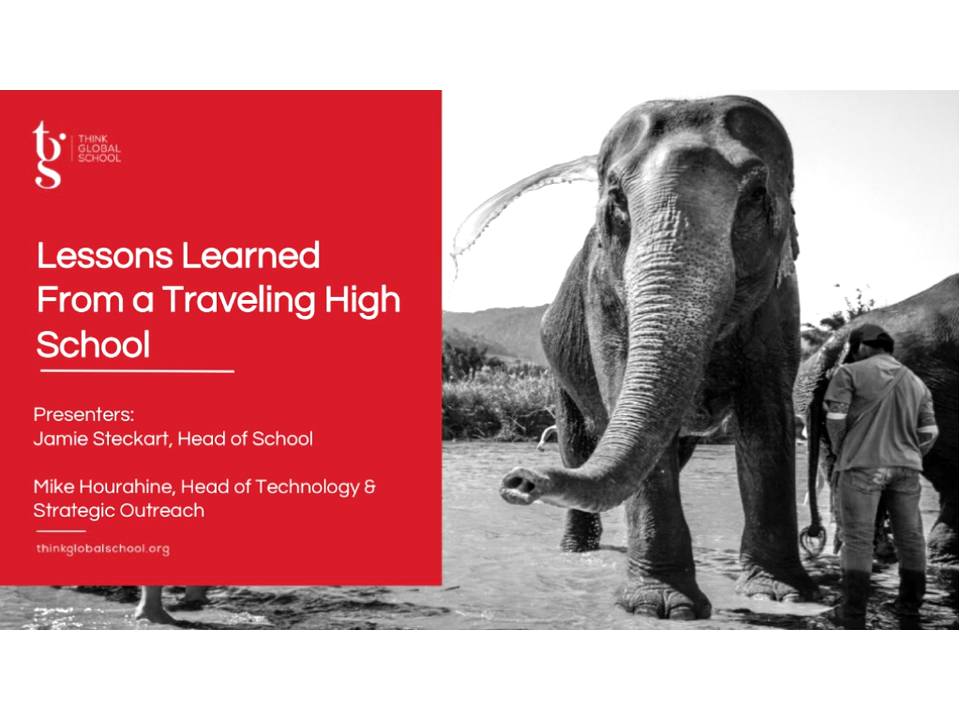 tgs
THINK
GLOBAL
SCHOOL
Lessons Learned
From a Traveling High
School
Presenters:
Jamie Steckart, Head of School
Mike Hourahine, Head of Technology &
Strategic Outreach
thinkglobalschool.org